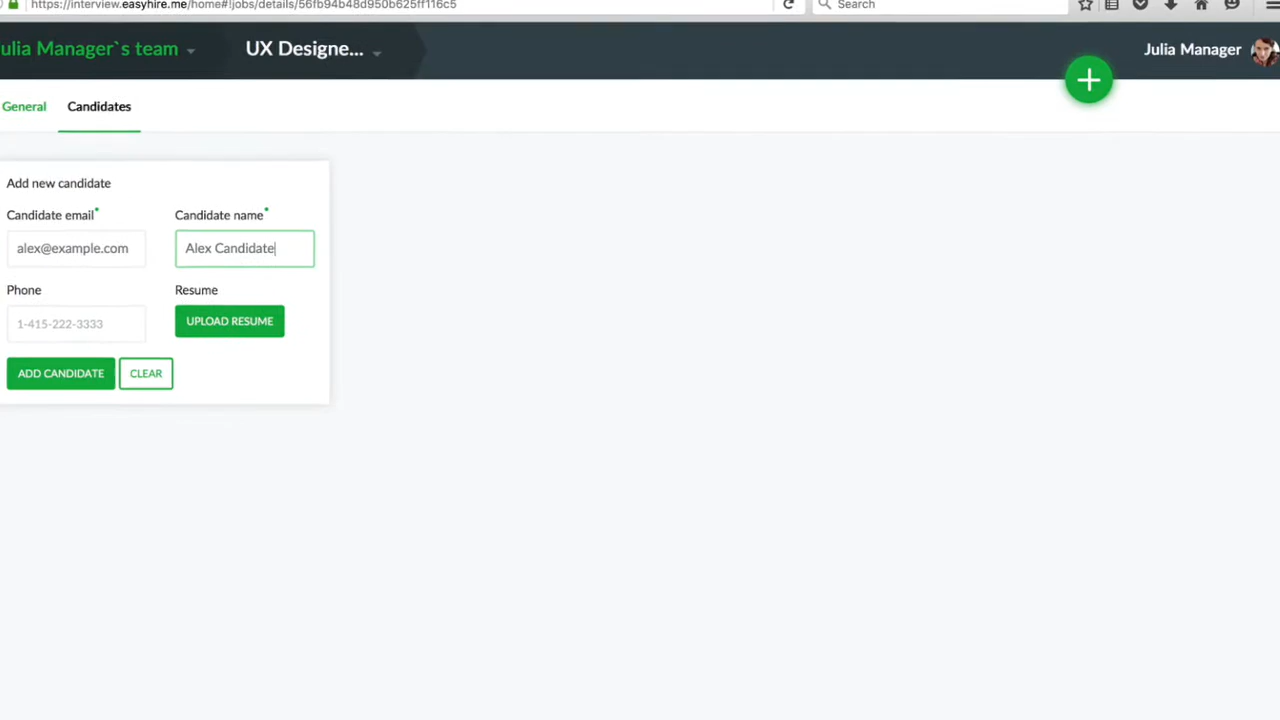 https://interview.easyhire.me/home#!jobs/details/56fb94b48d950b625ff116c5
Search
ulia Manager`s team
UX Designe...
Julia Manager
General
Candidates
Add new candidate
Candidate email*
Candidate name*
alex@example.com
Alex Candidate
Phone
Resume
1-415-222-3333
UPLOAD RESUME
ADD CANDIDATE
CLEAR